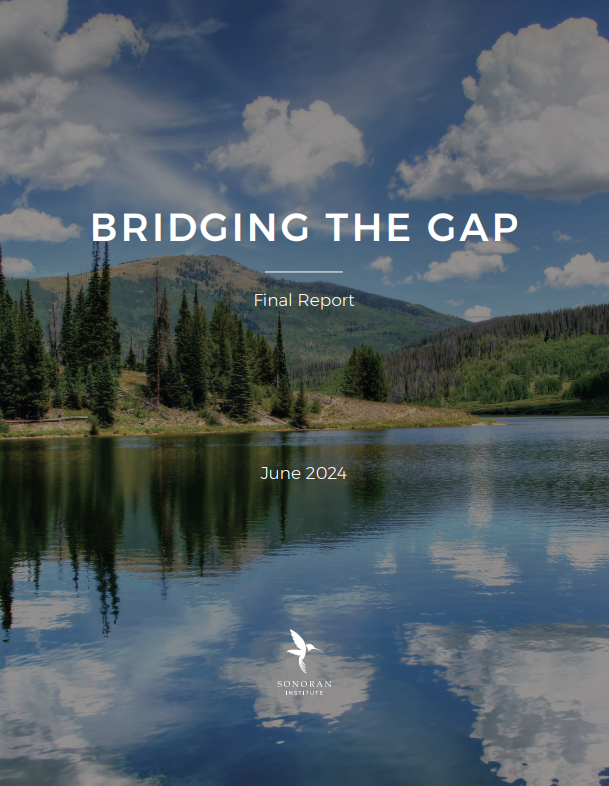 BRIDGING THE GAP
Final Report
June 2024
SONORAN
INSTITUTE